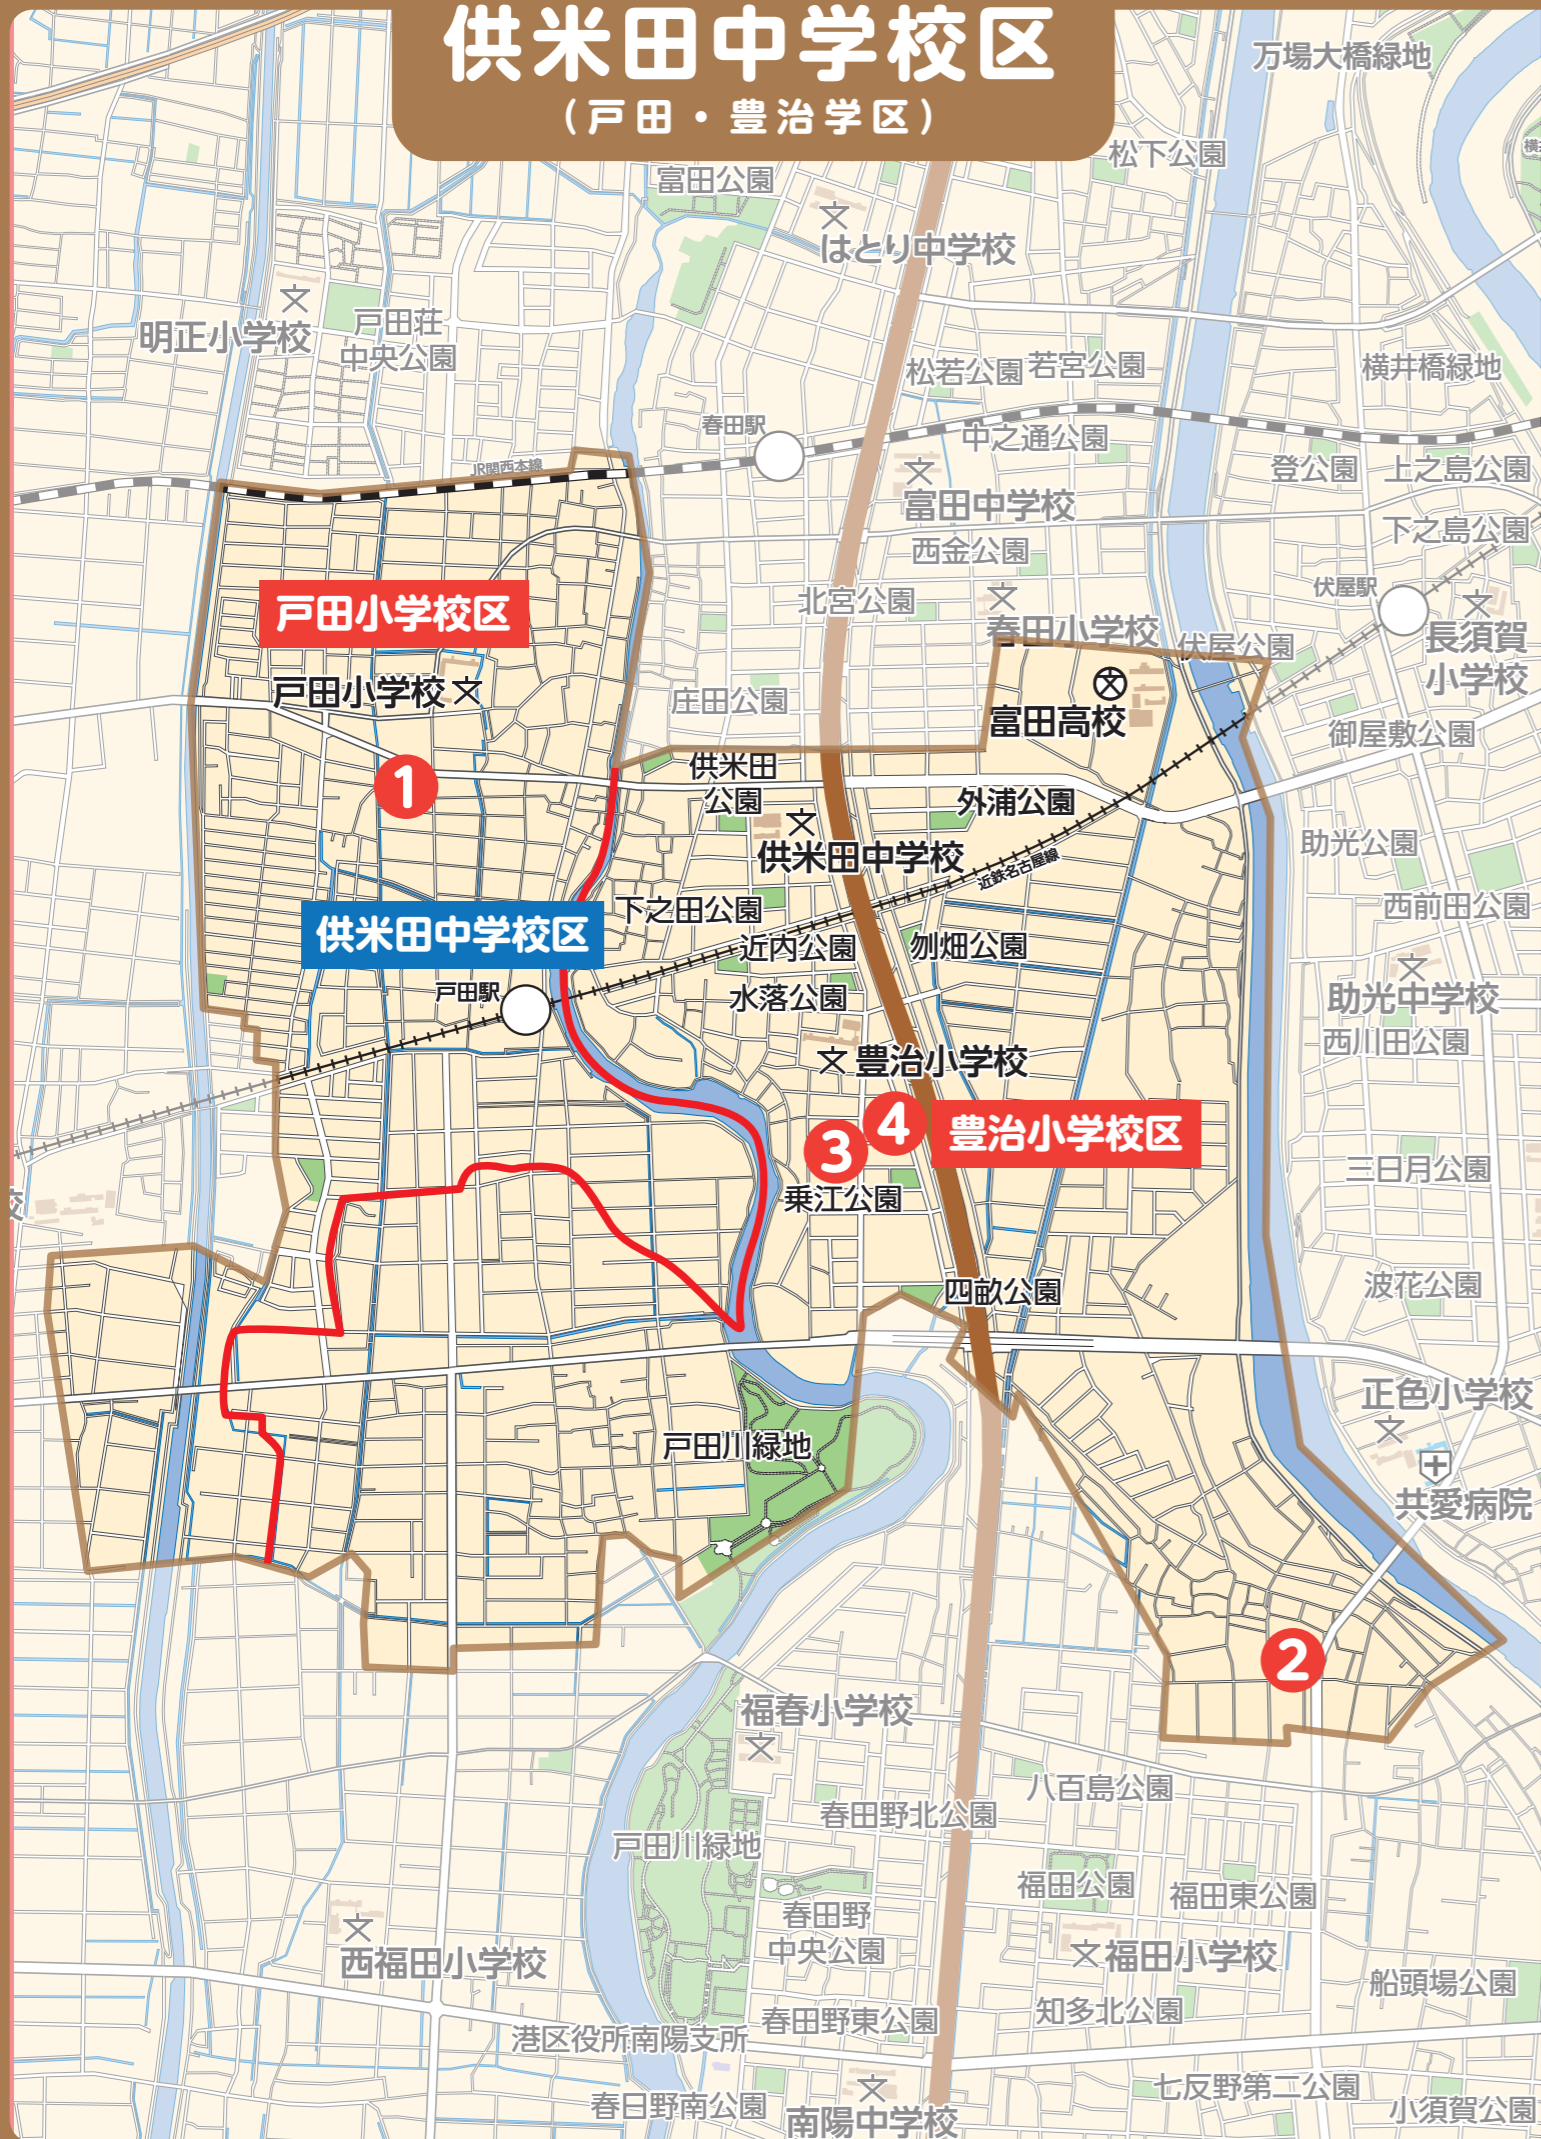 供米田中学校区
(戸田・豊治学区)
万場大橋緑地
松下公園
富田公園
はとり中学校
明正小学校
戸田荘
中央公園
松若公園
若宮公園
横井橋緑地
春田駅
中之通公園
JR関西本線
登公園
上之島公園
富田中学校
下之島公園
西金公園
伏屋駅
北宮公園
戸田小学校区
春田小学校
伏屋公園
長須賀
小学校
戸田小学校
庄田公園
富田高校
御屋敷公園
1
供米田
公園
外浦公園
供米田中学校
助光公園
近鉄名古屋線
下之田公園
西前田公園
供米田中学校区
近内公園
刎畑公園
戸田駅
水落公園
助光中学校
西川田公園
豊治小学校
4
豊治小学校区
3
三日月公園
校
乗江公園
四畝公園
波花公園
正色小学校
戸田川緑地
共愛病院
2
福春小学校
八百島公園
春田野北公園
戸田川緑地
福田公園
福田東公園
春田野
中央公園
西福田小学校
福田小学校
船頭場公園
知多北公園
春田野東公園
港区役所南陽支所
七反野第二公園
春日野南公園
南陽中学校
小須賀公園